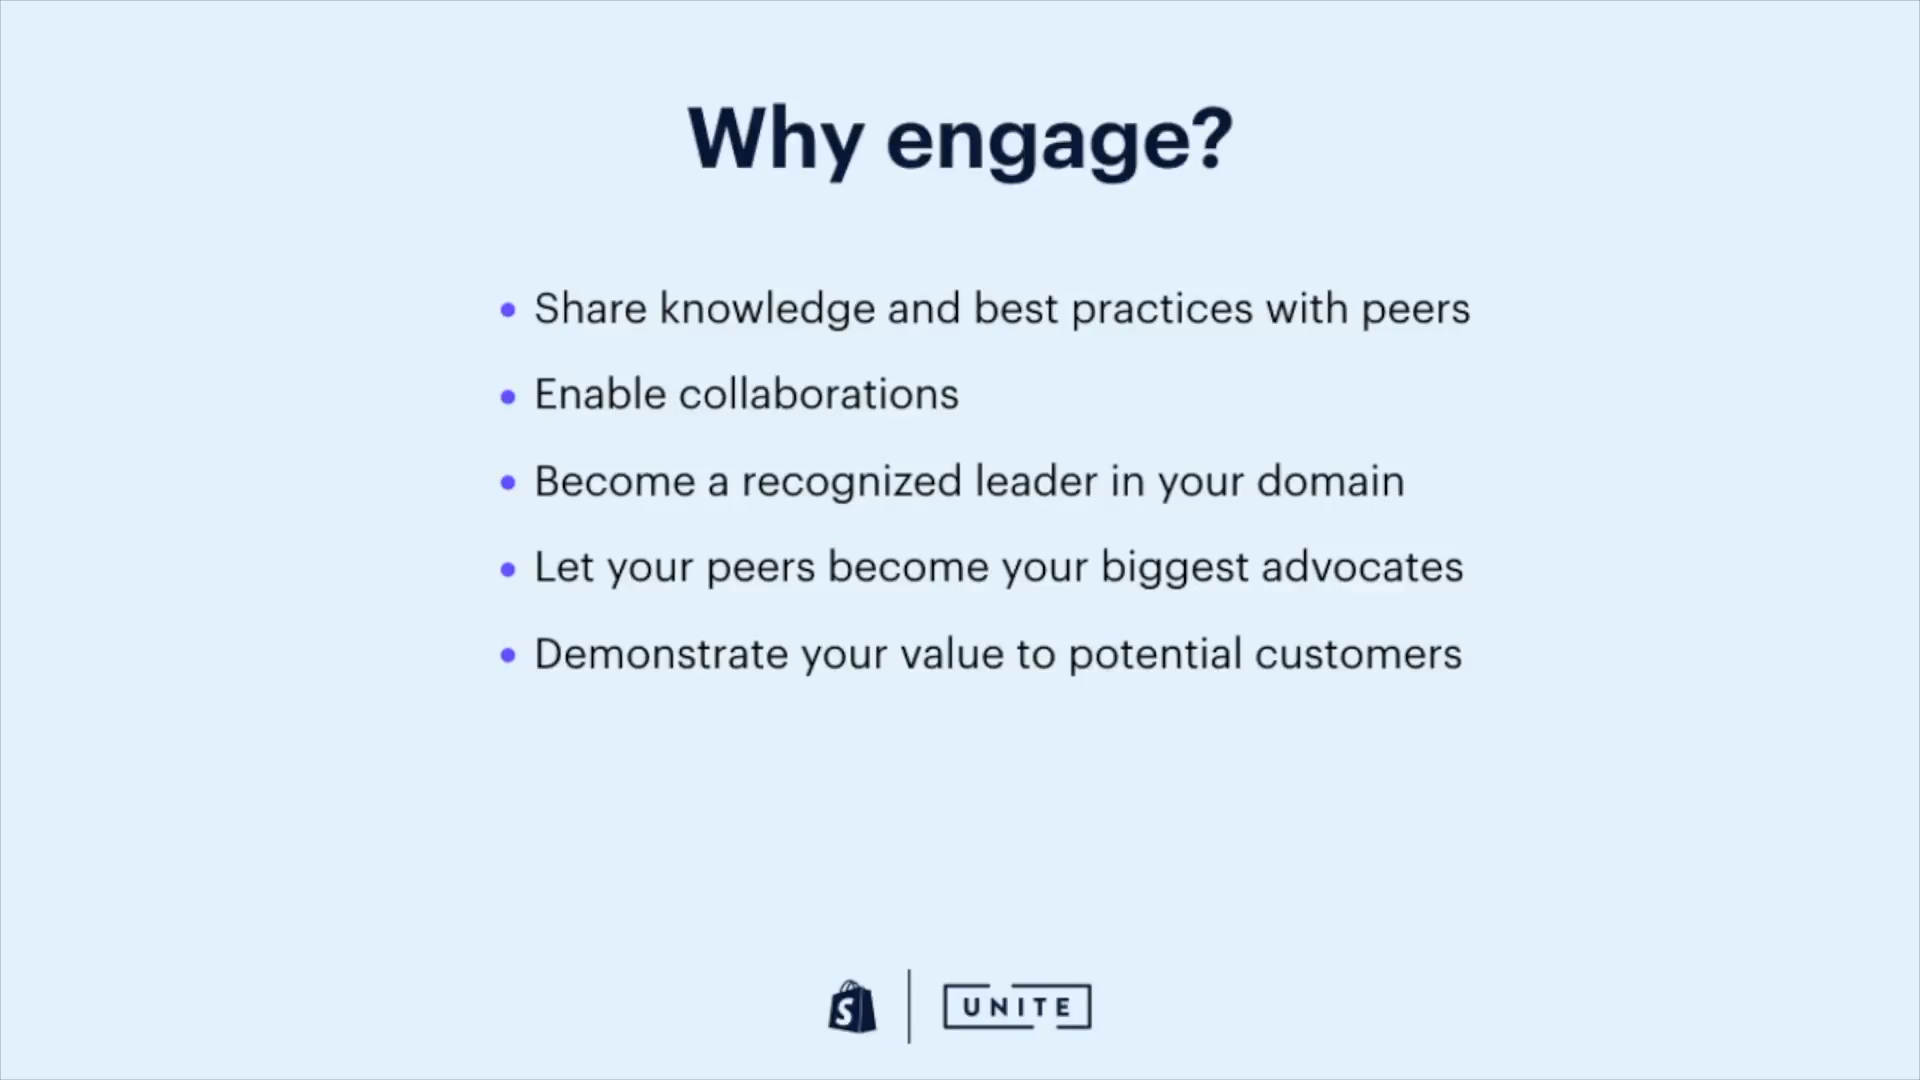 Why engage?
• Share knowledge and best practices with peers
• Enable collaborations
• Become a recognized leader in your domain
• Let your peers become your biggest advocates
• Demonstrate your value to potential customers
S UNITE